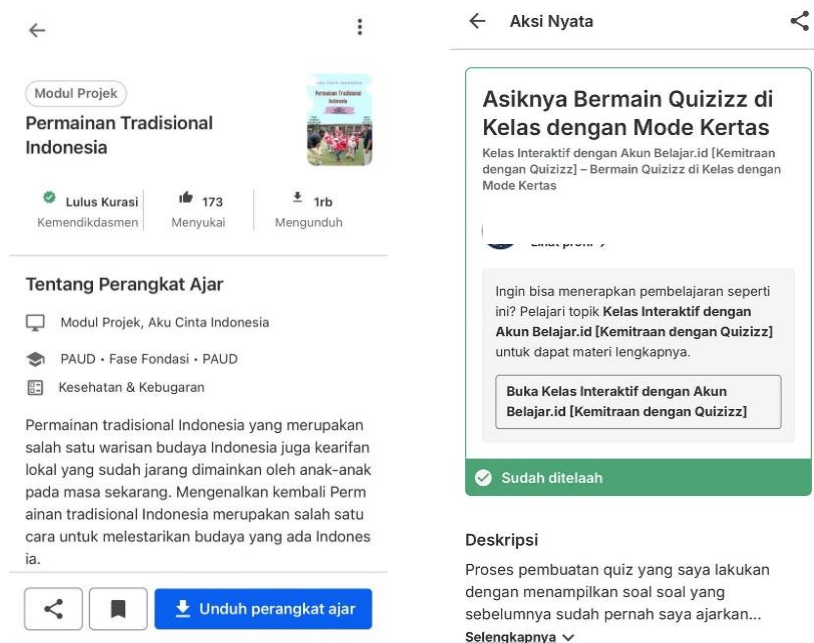 Modul Projek
Permainan Tradisional
Indonesia
Permainan Tradisional
Indonesia
Lulus Kurasi
Kemendikdasmen
173
Menyukai
1rb
Mengunduh
Tentang Perangkat Ajar
Modul Projek, Aku Cinta Indonesia
PAUD • Fase Fondasi • PAUD
Kesehatan & Kebugaran
Permainan tradisional Indonesia yang merupakan
salah satu warisan budaya Indonesia juga kearifan
lokal yang sudah jarang dimainkan oleh anak-anak
pada masa sekarang. Mengenalkan kembali Perm
ainan tradisional Indonesia merupakan salah satu
cara untuk melestarikan budaya yang ada Indones
ia.
Unduh perangkat ajar
Aksi Nyata
Asiknya Bermain Quizizz di
Kelas dengan Mode Kertas
Kelas Interaktif dengan Akun Belajar.id [Kemitraan
dengan Quizizz] – Bermain Quizizz di Kelas dengan
Mode Kertas
Ingin bisa menerapkan pembelajaran seperti
ini? Pelajari topik Kelas Interaktif dengan
Akun Belajar.id [Kemitraan dengan Quizizz]
untuk dapat materi lengkapnya.
Buka Kelas Interaktif dengan Akun
Belajar.id [Kemitraan dengan Quizizz]
Sudah ditelaah
Deskripsi
Proses pembuatan quiz yang saya lakukan
dengan menampilkan soal soal yang
sebelumnya sudah pernah saya ajarkan...
Selengkapnya